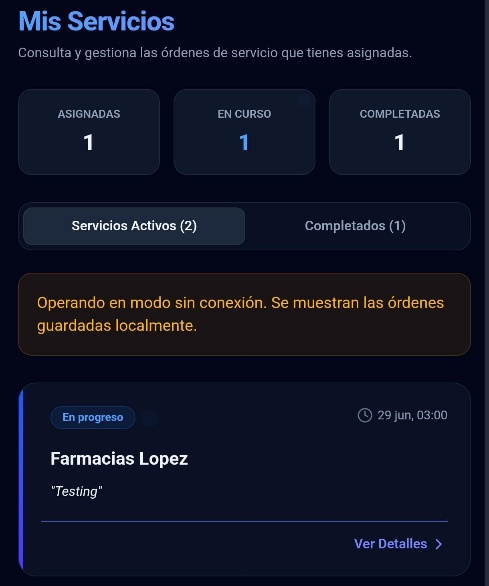 Mis Servicios
Consulta y gestiona las órdenes de servicio que tienes asignadas.
ASIGNADAS
1
EN CURSO
1
COMPLETADAS
1
Servicios Activos (2)
Completados (1)
Operando en modo sin conexión. Se muestran las órdenes
guardadas localmente.
En progreso
29 jun, 03:00
Farmacias Lopez
"Testing"
Ver Detalles